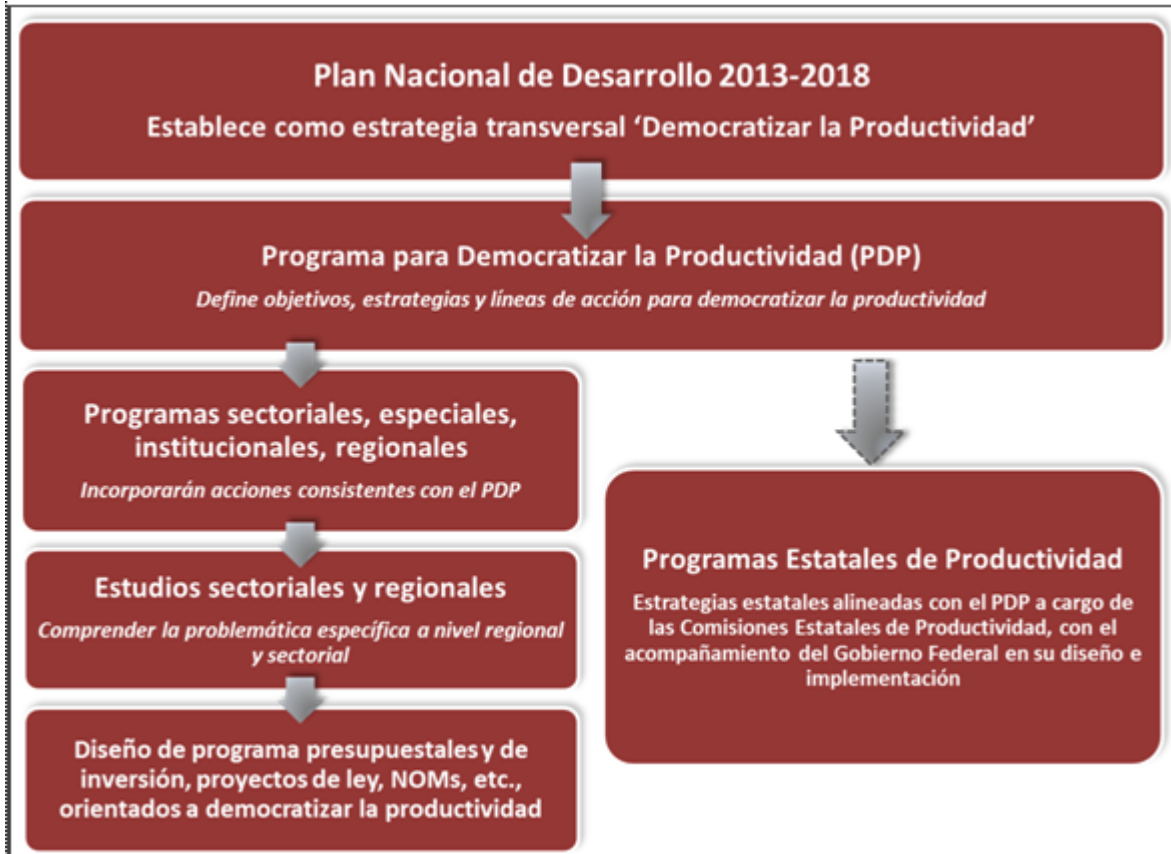 Plan Nacional de Desarrollo 2013-2018
Establece como estrategia transversal ‘Democratizar la Productividad’
Programa para Democratizar la Productividad (PDP)
Define objetivos, estrategias y líneas de acción para democratizar la productividad
Programas sectoriales, especiales,
institucionales, regionales
Incorporarán acciones consistentes con el PDP
Estudios sectoriales y regionales
Comprender la problemática específica a nivel regional
y sectorial
Diseño de programa presupuestales y de
inversión, proyectos de ley, NOMs, etc.,
orientados a democratizar la productividad
Programas Estatales de Productividad
Estrategias estatales alineadas con el PDP a cargo de
las Comisiones Estatales de Productividad, con el
acompañamiento del Gobierno Federal en su diseño e
implementación